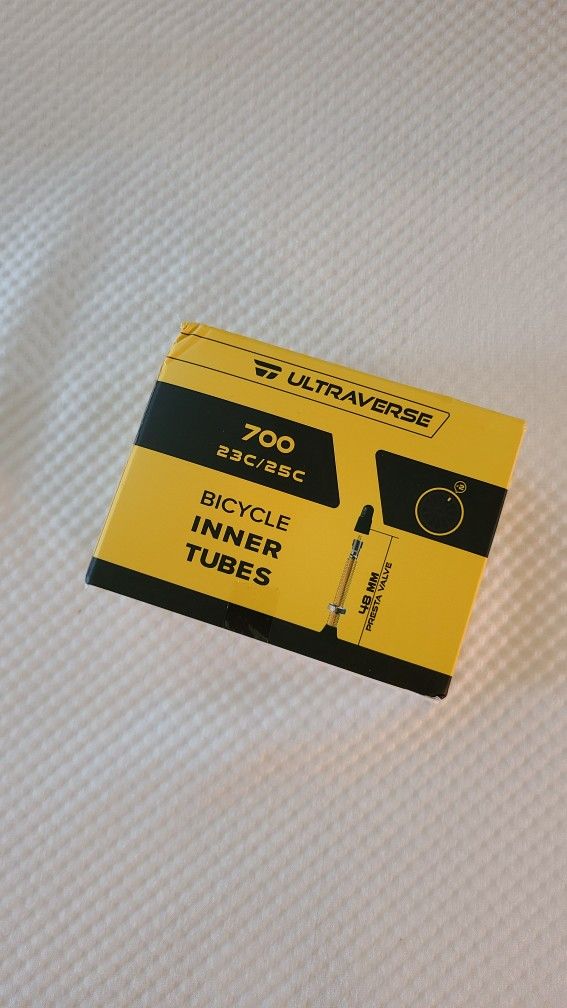 ULTRAVERSE
700
23C/25C
BICYCLE
INNER
TUBES
48 MM
PRESTA VALVE